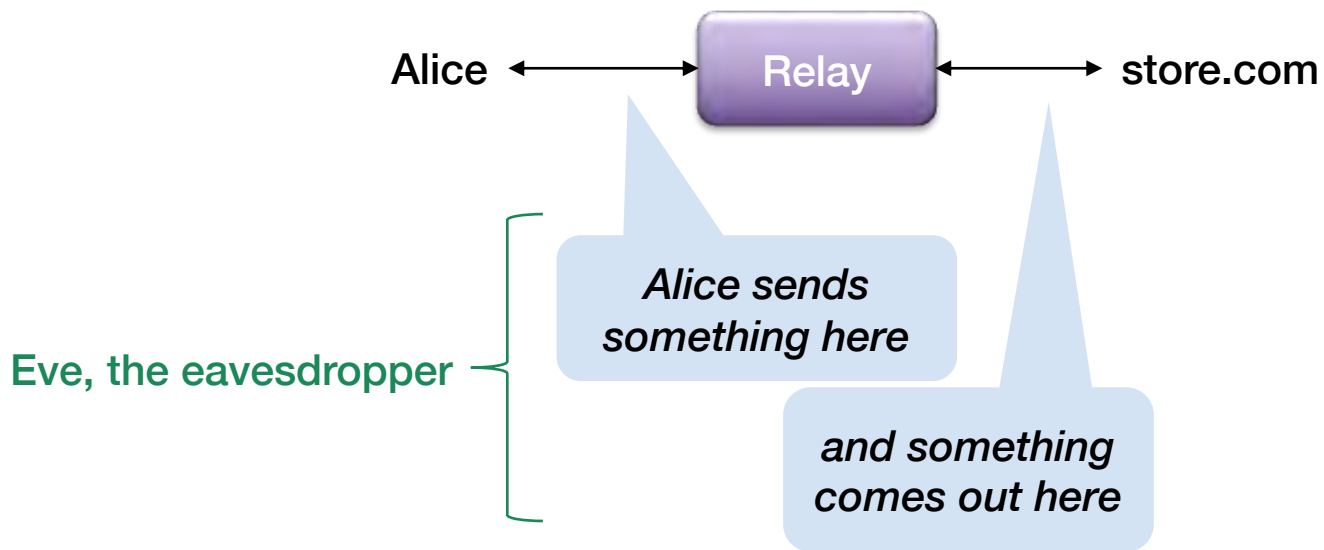 Alice
Relay
store.com
Alice sends
something here
Eve, the eavesdropper
and something
comes out here